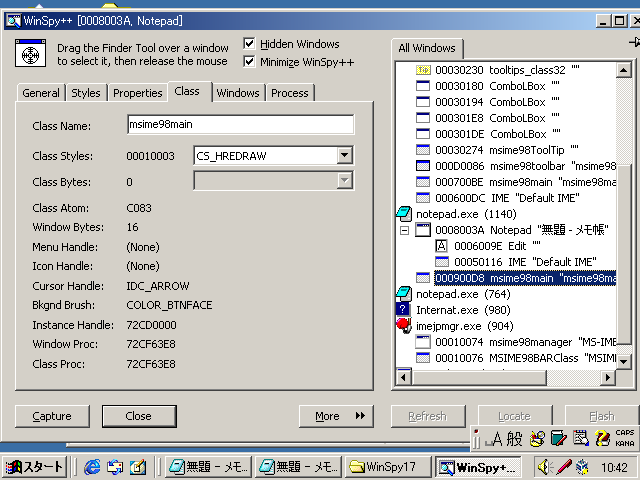 WinSpy++ [0008003A, Notepad]
Drag the Finder Tool over a window
to select it, then release the mouse
Hidden Windows
Minimize WinSpy++
General
Styles
Properties
Class
Windows
Process
Class Name:
msime98main
Class Styles:
00010003
CS_HREDRAW
Class Bytes:
0
Class Atom:
C083
Window Bytes:
16
Menu Handle:
(None)
Icon Handle:
(None)
Cursor Handle:
IDC_ARROW
Bkgnd Brush:
COLOR_BTNFACE
Instance Handle:
72CD0000
Window Proc:
72CF63E8
Class Proc:
72CF63E8
Capture
Close
More
All Windows
Tip
00030230 tooltips_class32 ""
00030194 ComboLBox ""
00030180 ComboLBox ""
000301E8 ComboLBox ""
000301DE ComboLBox ""
00030274 msime98ToolTip ""
000D0086 msime98toolbar "msime98
000700BE msime98main "msime98ma
000600DC IME "Default IME"
notepad.exe (1140)
0008003A Notepad "無題 - メモ帳"
A 0006009E Edit ""
00050116 IME "Default IME"
000900D8 msime98main "msime98ma
notepad.exe (764)
Internat.exe (980)
imejpmgr.exe (904)
00010074 msime98manager "MS-IME
00010076 MSIME98BARClass "MSIME
Refresh
Locate
Flash
A 般
CAPS
KANA
スタート
無題 - メモ...
無題 - メモ...
WinSpy17
WinSpy+...
10:42